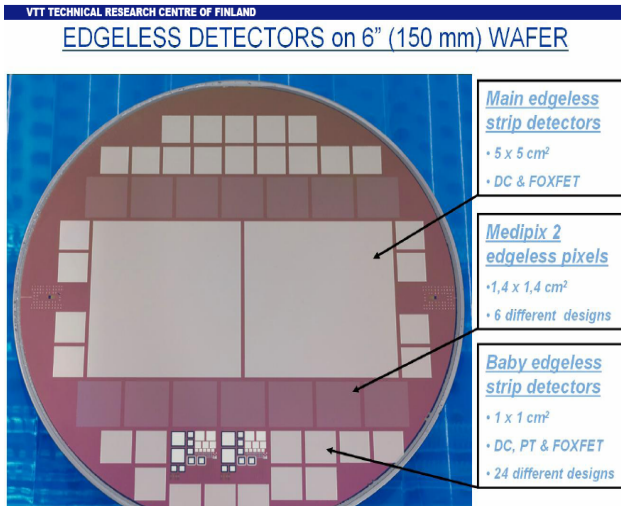 VTT TECHNICAL RESEARCH CENTRE OF FINLAND
EDGELESS DETECTORS on 6” (150 mm) WAFER
Main edgeless
strip detectors
• 5 x 5 cm²
• DC & FOXFET
Medipix 2
edgeless pixels
•1,4 x 1,4 cm²
• 6 different designs
Baby edgeless
strip detectors
• 1 x 1 cm²
• DC, PT & FOXFET
• 24 different designs